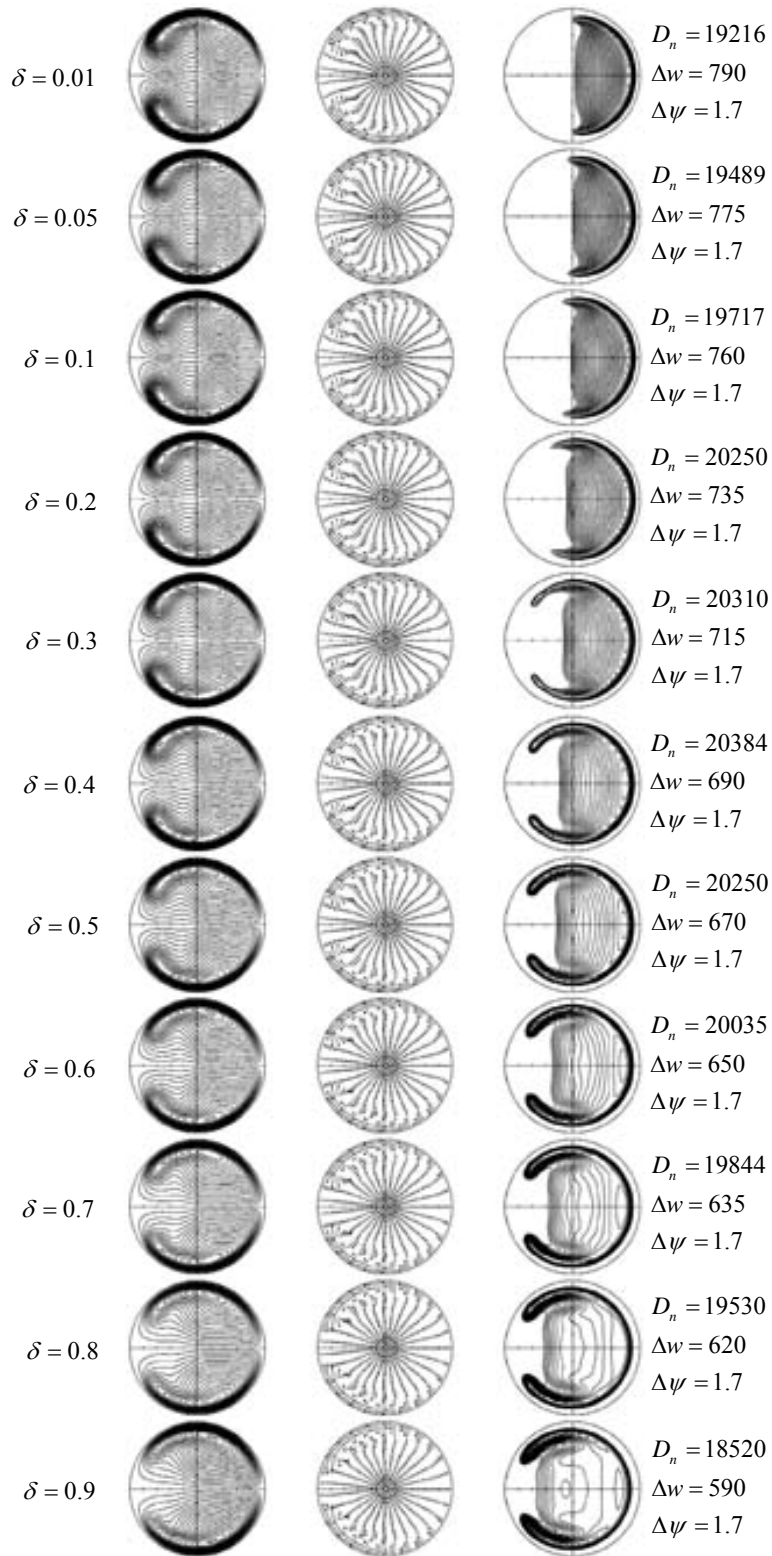 δ = 0.01
D_n = 19216
Δw = 790
Δψ = 1.7
δ = 0.05
D_n = 19489
Δw = 775
Δψ = 1.7
δ = 0.1
D_n = 19717
Δw = 760
Δψ = 1.7
δ = 0.2
D_n = 20250
Δw = 735
Δψ = 1.7
δ = 0.3
D_n = 20310
Δw = 715
Δψ = 1.7
δ = 0.4
D_n = 20384
Δw = 690
Δψ = 1.7
δ = 0.5
D_n = 20250
Δw = 670
Δψ = 1.7
δ = 0.6
D_n = 20035
Δw = 650
Δψ = 1.7
δ = 0.7
D_n = 19844
Δw = 635
Δψ = 1.7
δ = 0.8
D_n = 19530
Δw = 620
Δψ = 1.7
δ = 0.9
D_n = 18520
Δw = 590
Δψ = 1.7